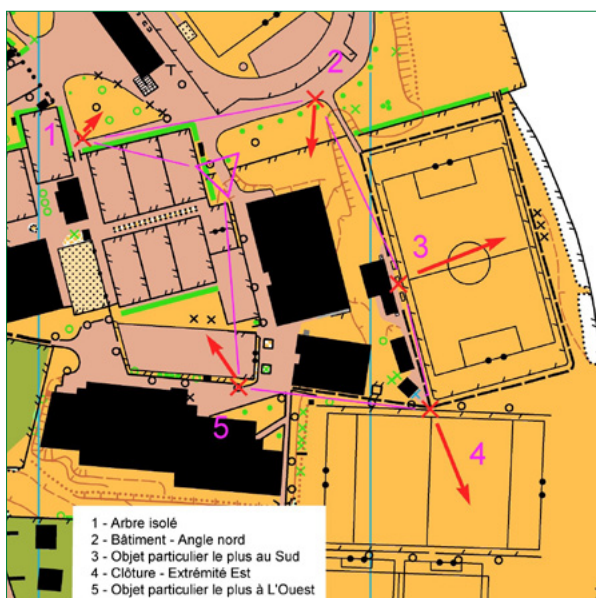 2
1
3
4
5
1 - Arbre isolé
2 - Bâtiment - Angle nord
3 - Objet particulier le plus au Sud
4 - Clôture - Extrémité Est
5 - Objet particulier le plus à L'Ouest